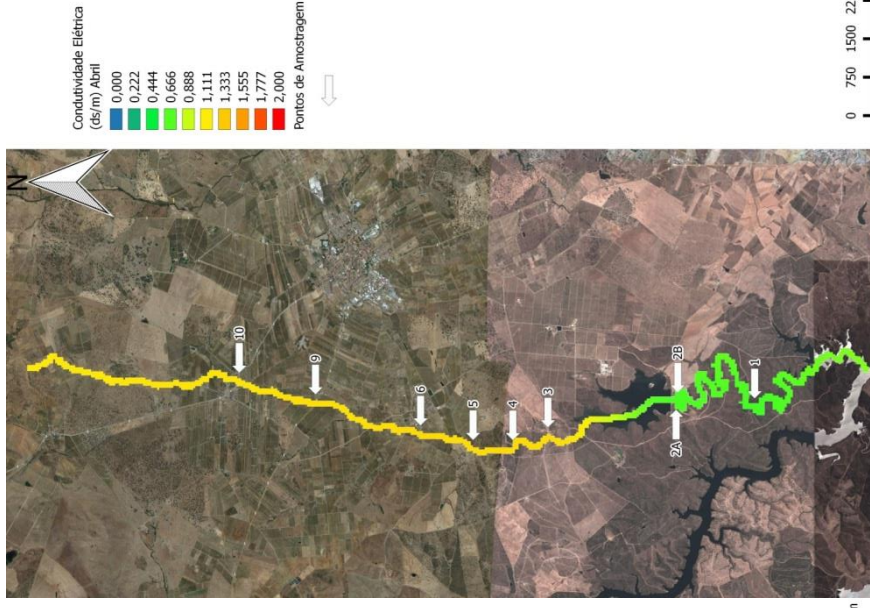 Condutividade Elétrica
(ds/m) Abril
0,000
0,222
0,444
0,666
0,888
1,111
1,333
1,555
1,777
2,000
Pontos de Amostragem
N
10
9
6
5
4
3
2A
2B
1
0 750 1500 22
n